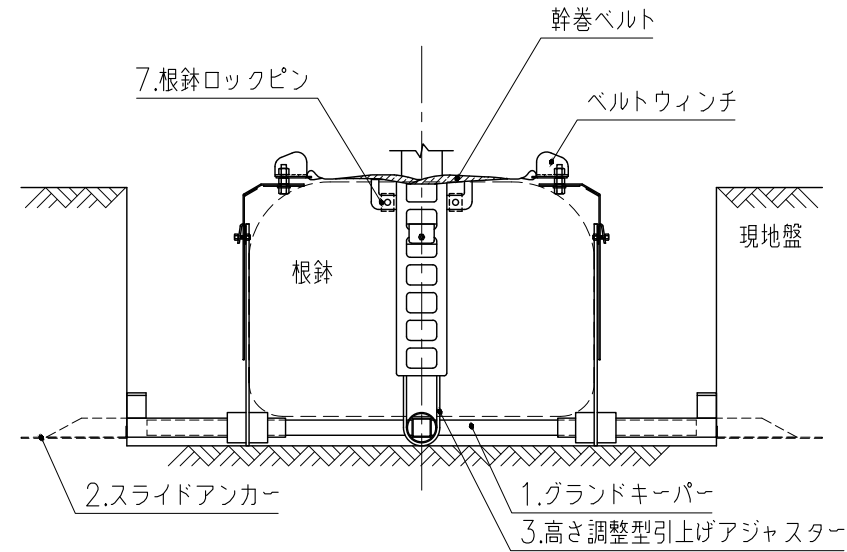 幹巻ベルト
7.根鉢ロックピン
ベルトウィンチ
現地盤
根鉢
2.スライドアンカー
1.グランドキーパー
3.高さ調整型引上げアジャスター